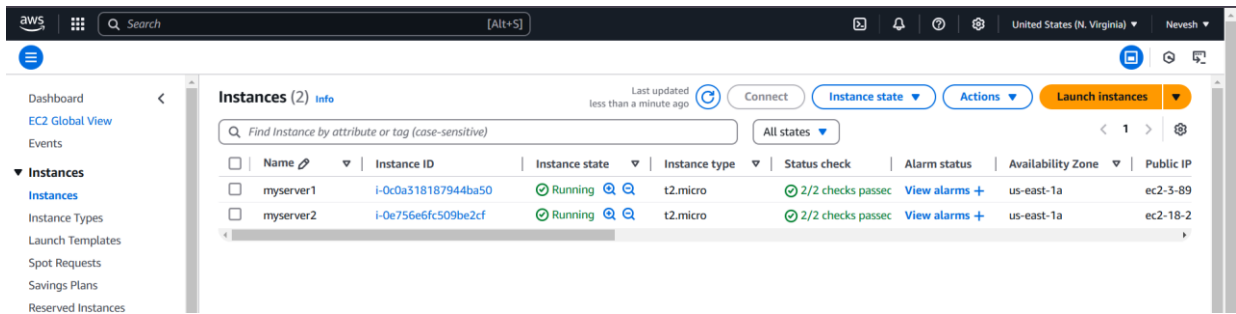 aws Search [Alt+S] United States (N. Virginia) Nevesh
Dashboard
EC2 Global View
Events
Instances
Instances
Instance Types
Launch Templates
Spot Requests
Savings Plans
Reserved Instances
Instances (2) Info
Last updated
less than a minute ago
Connect Instance state Actions Launch instances
Find Instance by attribute or tag (case-sensitive) All states 1
Name Instance ID Instance state Instance type Status check Alarm status Availability Zone Public IP
myserver1 i-0c0a318187944ba50 Running t2.micro 2/2 checks passec View alarms + us-east-1a ec2-3-89
myserver2 i-0e756e6fc509be2cf Running t2.micro 2/2 checks passec View alarms + us-east-1a ec2-18-2